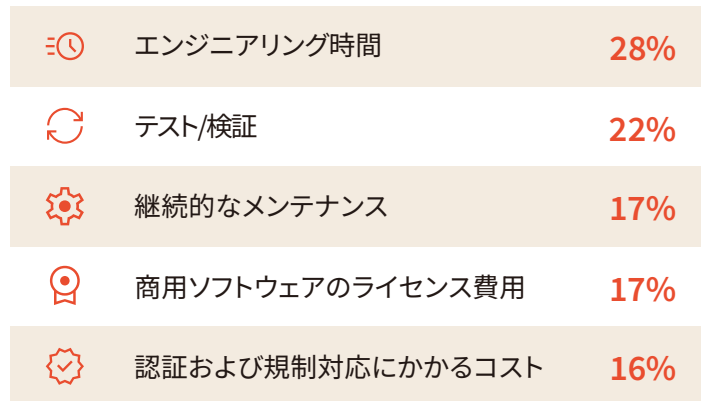 エンジニアリング時間 28%
テスト/検証 22%
継続的なメンテナンス 17%
商用ソフトウェアのライセンス費用 17%
認証および規制対応にかかるコスト 16%